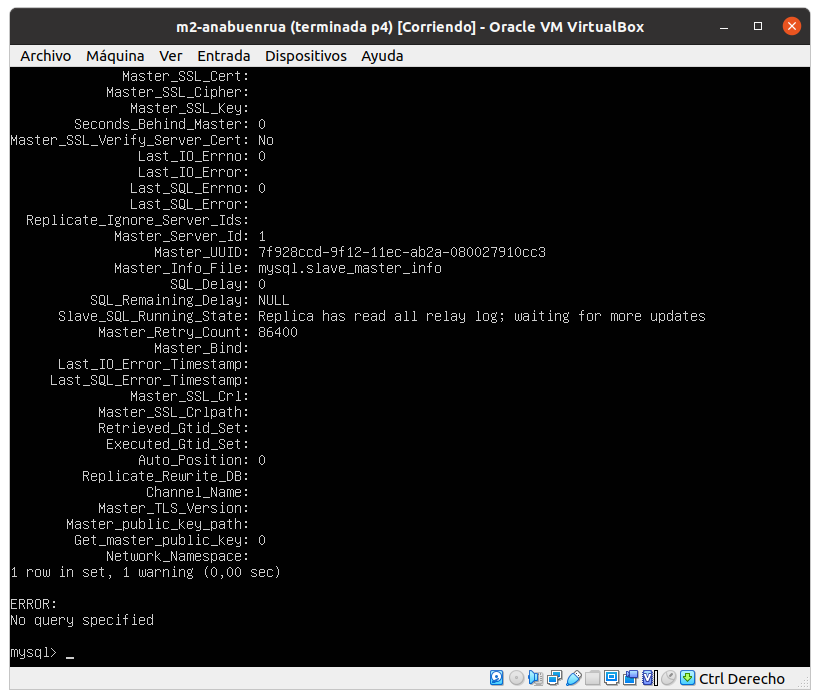 m2-anabuenrua (terminada p4) [Corriendo] - Oracle VM VirtualBox
Archivo Máquina Ver Entrada Dispositivos Ayuda
Master_SSL_Cert:
Master_SSL_Cipher:
Master_SSL_Key:
Seconds_Behind_Master: 0
Master_SSL_Verify_Server_Cert: No
Last_IO_Errno: 0
Last_IO_Error:
Last_SQL_Errno: 0
Last_SQL_Error:
Replicate_Ignore_Server_Ids:
Master_Server_Id: 1
Master_UUID: 7f928ccd-9f12-11ec-ab2a-080027910cc3
Master_Info_File: mysql.slave_master_info
SQL_Delay: 0
SQL_Remaining_Delay: NULL
Slave_SQL_Running_State: Replica has read all relay log; waiting for more updates
Master_Retry_Count: 86400
Master_Bind:
Last_IO_Error_Timestamp:
Last_SQL_Error_Timestamp:
Master_SSL_Crl:
Master_SSL_Crlpath:
Retrieved_Gtid_Set:
Executed_Gtid_Set:
Auto_Position: 0
Replicate_Rewrite_DB:
Channel_Name:
Master_TLS_Version:
Master_public_key_path:
Get_master_public_key: 0
Network_Namespace:
1 row in set, 1 warning (0,00 sec)
ERROR:
No query specified
mysql> _
Ctrl Derecho